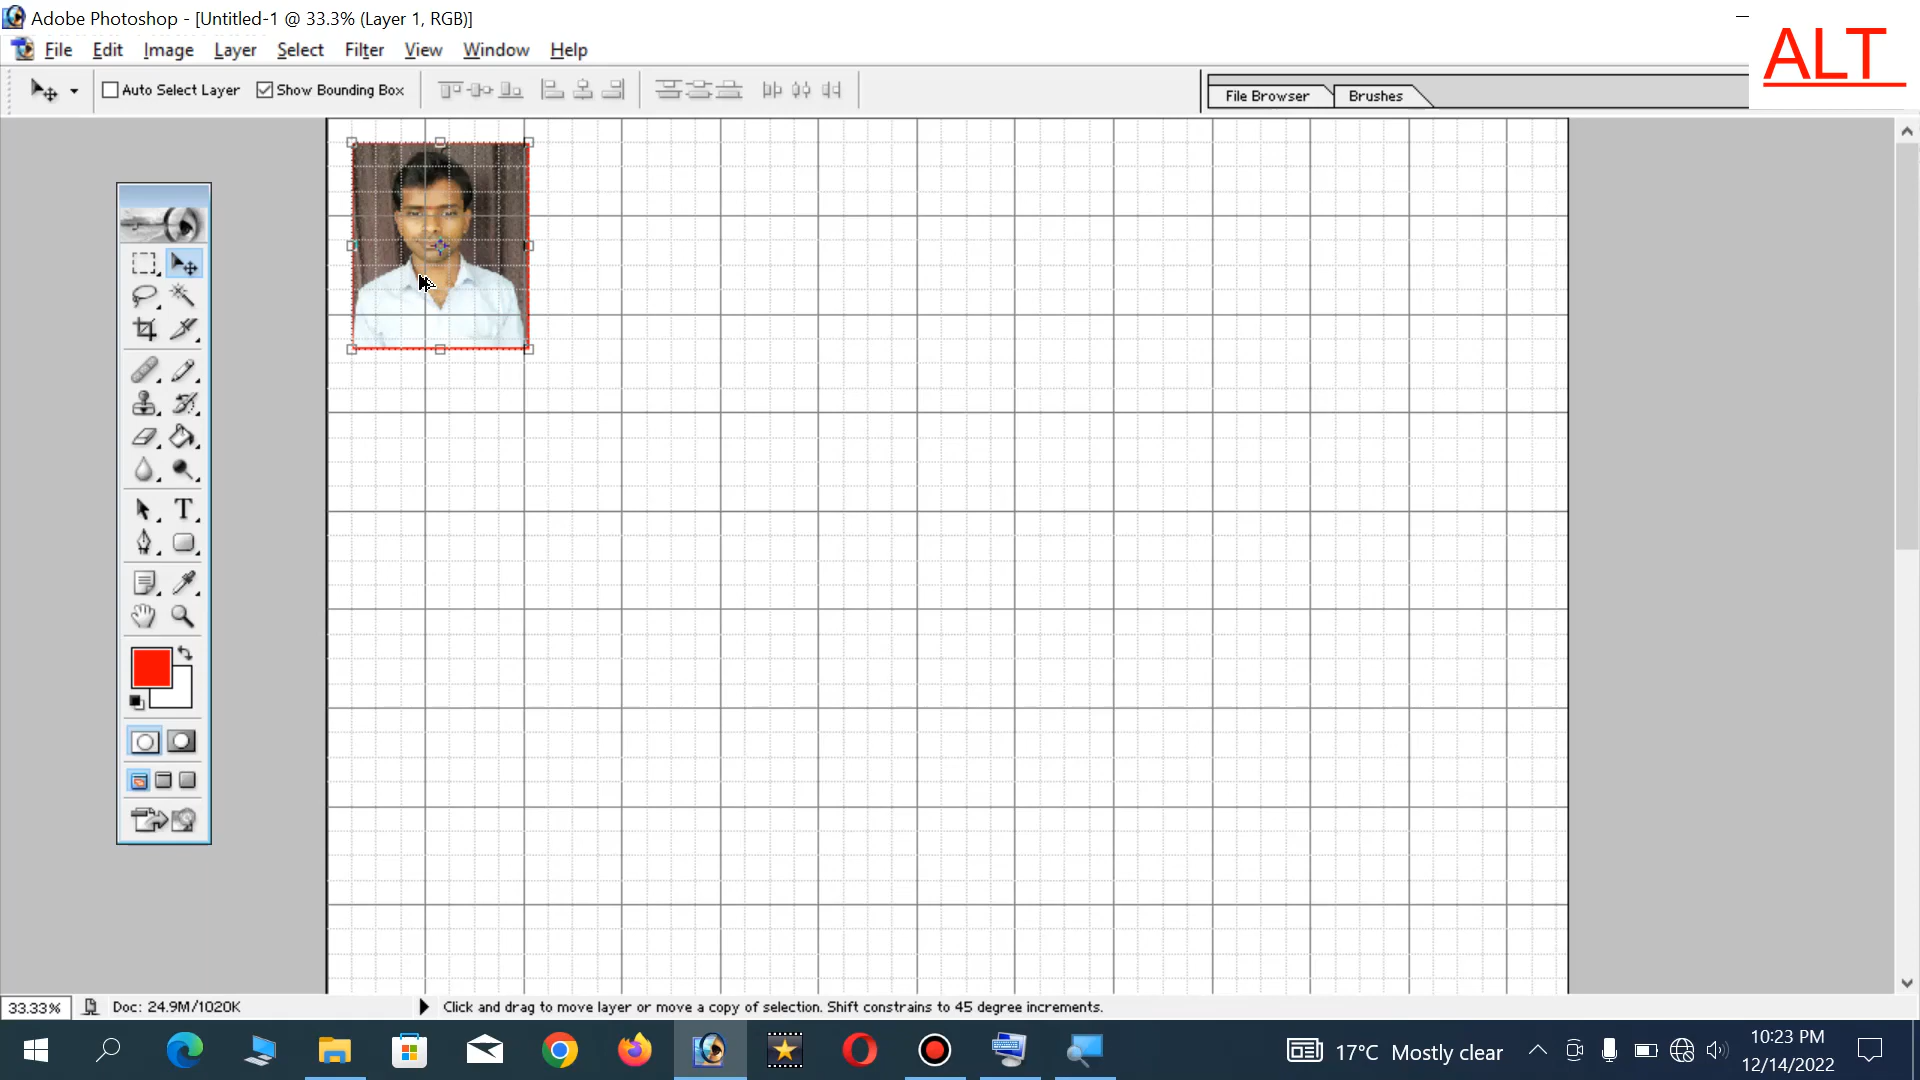 Adobe Photoshop - [Untitled-1 @ 33.3% (Layer 1, RGB)]
ALT
File Edit Image Layer Select Filter View Window Help
Auto Select Layer Show Bounding Box
File Browser Brushes
T
33.33% Doc: 24.9M/1020K Click and drag to move layer or move a copy of selection. Shift constrains to 45 degree increments.
17°C Mostly clear
10:23 PM
12/14/2022